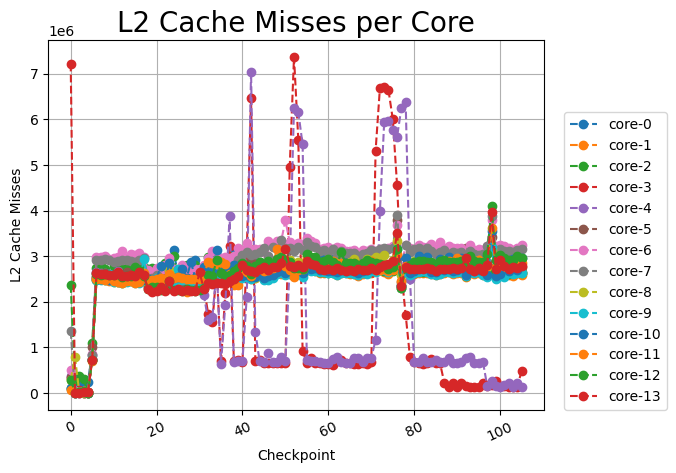 L2 Cache Misses per Core
1e6
7
6
5
4
3
2
1
0
L2 Cache Misses
0
20
40
60
80
100
Checkpoint
core-0
core-1
core-2
core-3
core-4
core-5
core-6
core-7
core-8
core-9
core-10
core-11
core-12
core-13